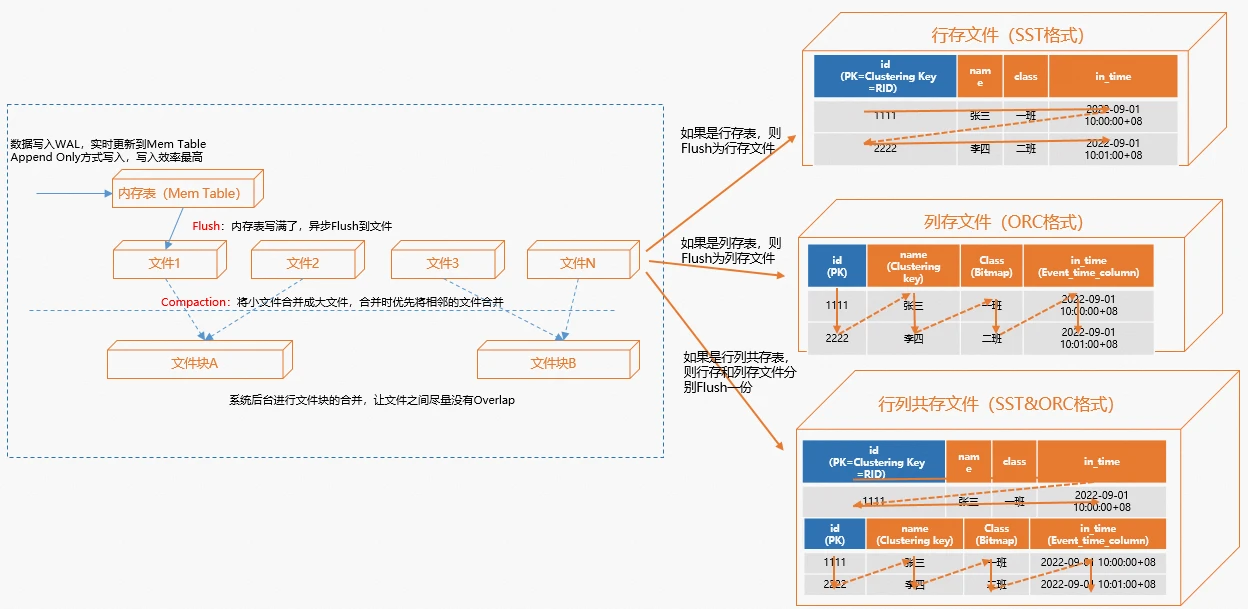 数据写入WAL，实时更新到Mem Table
Append Only方式写入，写入效率最高
内存表（Mem Table）
Flush：内存表写满了，异步Flush到文件
文件1
文件2
文件3
文件N
Compaction：将小文件合并成大文件，合并时优先将相邻的文件合并
文件块A
文件块B
系统后台进行文件块的合并，让文件之间尽量没有Overlap
如果是行存表，则
Flush为行存文件
如果是列存表，则
Flush为列存文件
如果是行列共存表，
则行存和列存文件分
别Flush一份
行存文件（SST格式）
id
(PK=Clustering Key
=RID)
nam
e
class
in_time
1111
张三
一班
2022-09-01
10:00:00+08
2222
李四
二班
2022-09-01
10:01:00+08
列存文件（ORC格式）
id
(PK)
name
(Clustering
key)
Class
(Bitmap)
in_time
(Event_time_column)
1111
张三
一班
2022-09-01
10:00:00+08
2222
李四
二班
2022-09-01
10:01:00+08
行列共存文件（SST&ORC格式）
id
(PK=Clustering Key
=RID)
nam
e
class
in_time
1111
张三
一班
2022-09-01
10:00:00+08
id
(PK)
name
(Clustering key)
Class
(Bitmap)
in_time
(Event_time_column)
1111
张三
一班
2022-09-01 10:00:00+08
2222
李四
二班
2022-09-01 10:01:00+08